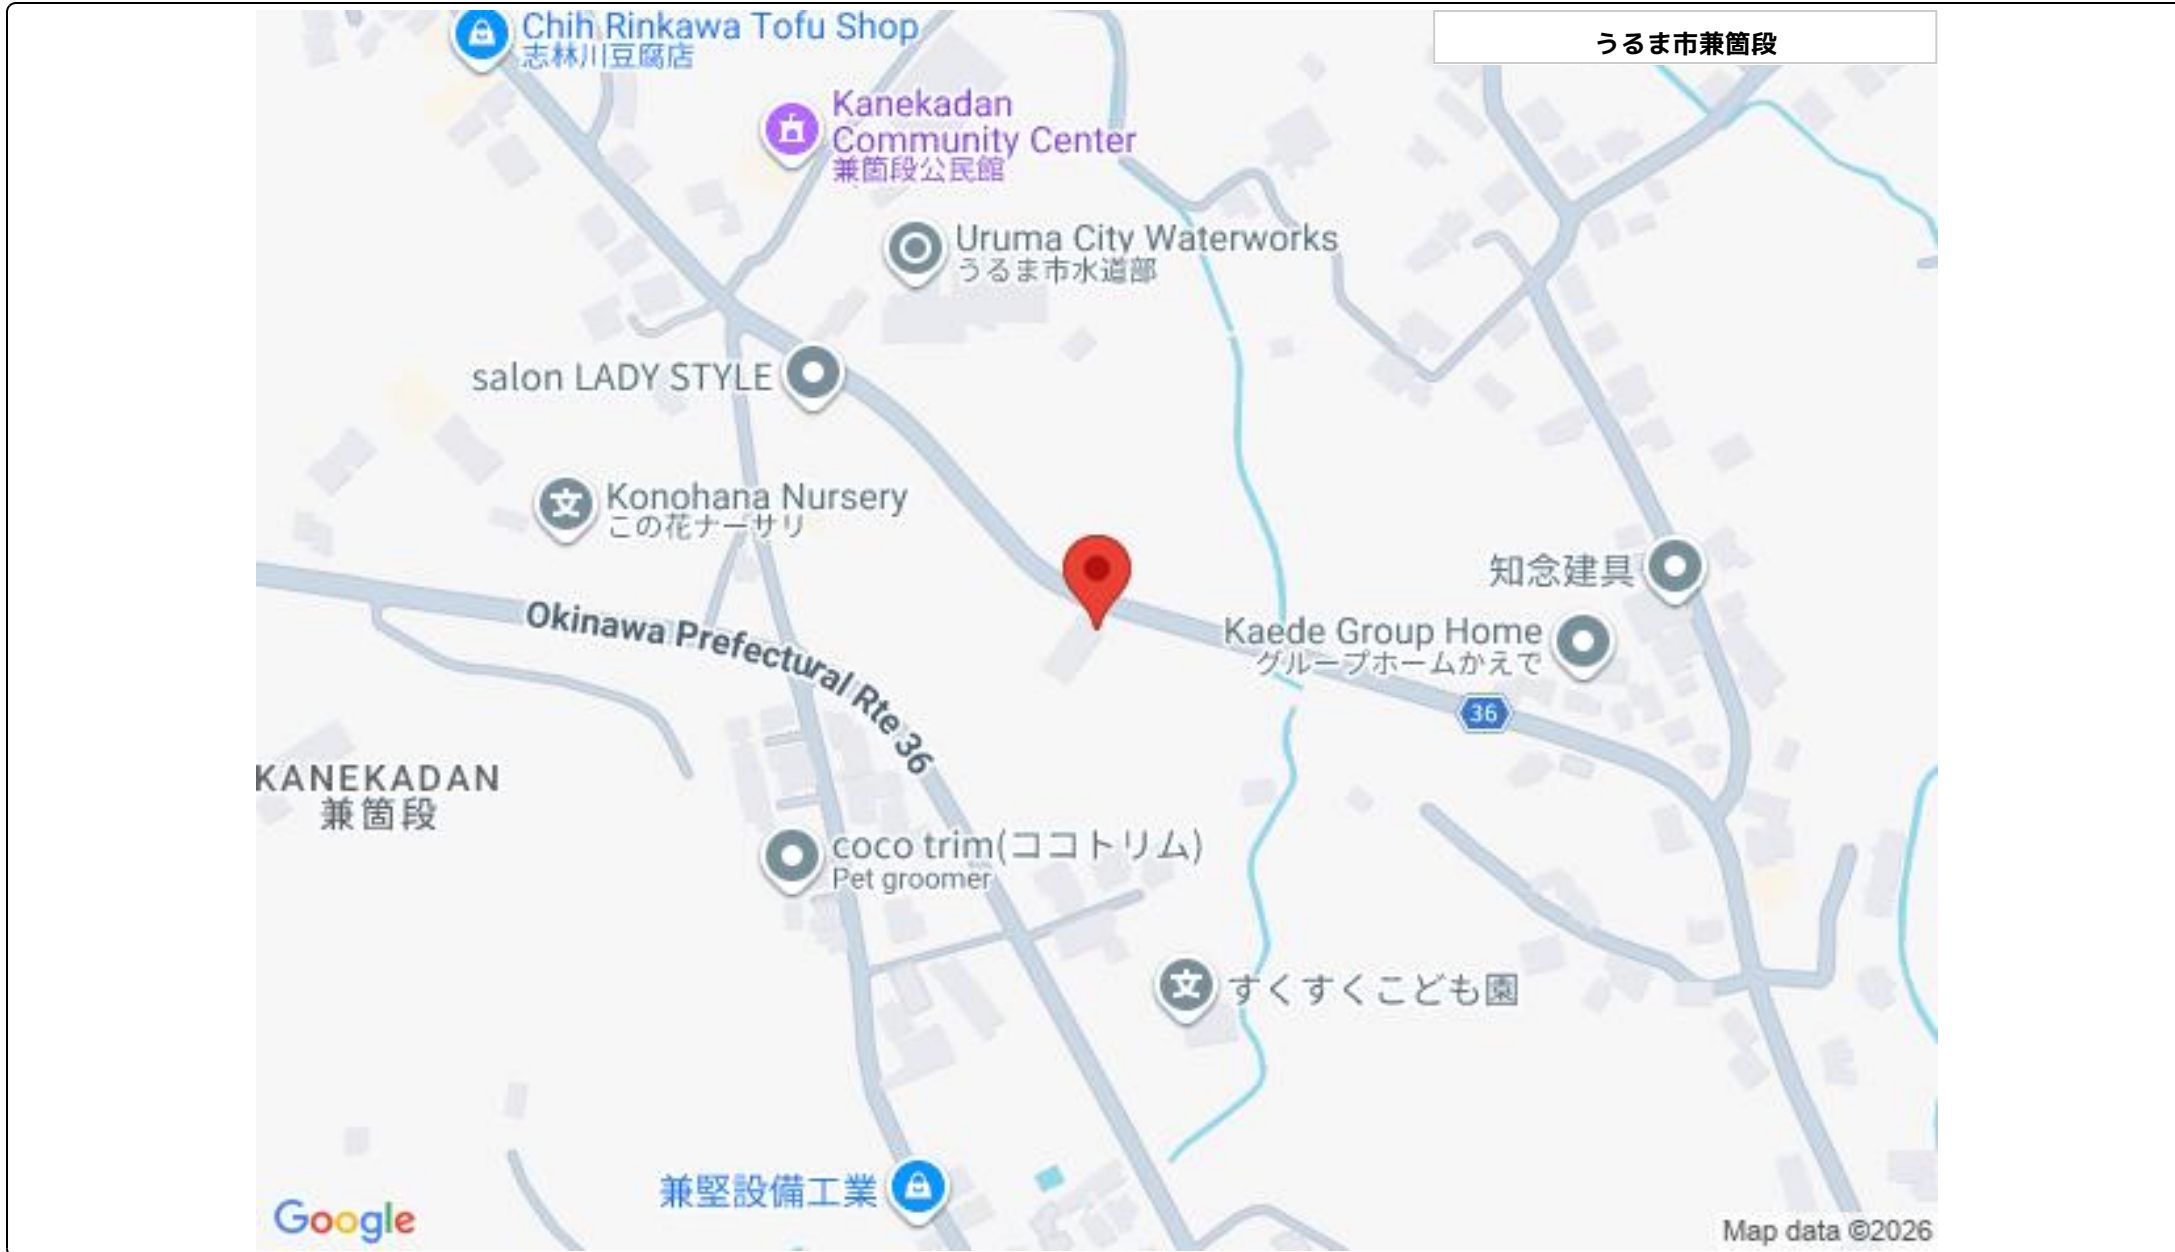 Chih Rinkawa Tofu Shop
志林川豆腐店
うるま市兼箇段
Kanekadan
Community Center
兼箇段公民館
Uruma City Waterworks
うるま市水道部
salon LADY STYLE
Konohana Nursery
この花ナーサリ
知念建具
Kaede Group Home
グループホームかえで
Okinawa Prefectural Rte 36
36
KANEKADAN
兼箇段
coco trim(ココトリム)
Pet groomer
すくすくこども園
兼堅設備工業
Google
Map data ©2026